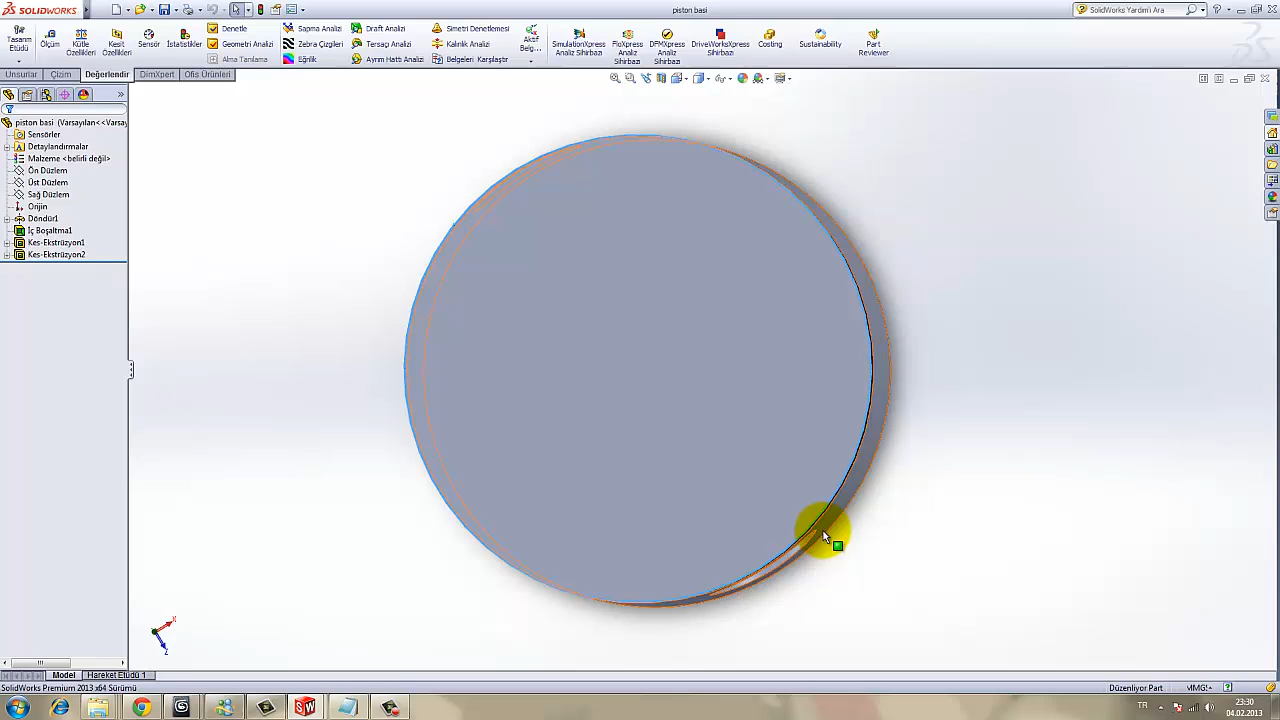 SOLIDWORKS
piston basi
SolidWorks Yardım'ı Ara
Tasarım Etüdü
Ölçüm
Kütle Özellikleri
Kesit Özellikleri
Sensör
İstatistikler
Denetle
Geometri Analizi
Alma Tanılama
Sapma Analizi
Zebra Çizgileri
Eğrilik
Draft Analizi
Tersaçı Analizi
Ayrım Hattı Analizi
Simetri Denetlemesi
Kalınlık Analizi
Belgeleri Karşılaştır
Aktif Belg...
SimulationXpress Analiz Sihirbazı
FloXpress Analiz Sihirbazı
DFMXpress Analiz Sihirbazı
DriveWorksXpress Sihirbazı
Costing
Sustainability
Part Reviewer
Unsurlar
Çizim
Değerlendir
DimXpert
Ofis Ürünleri
piston basi (Varsayılan<<Varsay
Sensörler
Detaylandırmalar
Malzeme <belirli değil>
Ön Düzlem
Üst Düzlem
Sağ Düzlem
Orijin
Döndür1
İç Boşaltma1
Kes-Ekstrüzyon1
Kes-Ekstrüzyon2
X
Z
Model
Hareket Etüdü 1
SolidWorks Premium 2013 x64 Sürümü
Düzenliyor Part
MMGS
TR
23:30
04.02.2013